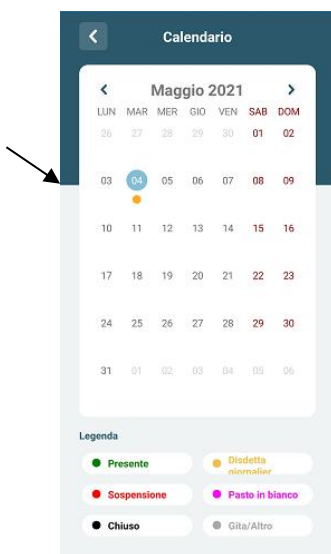 Calendario
Maggio 2021
LUN MAR MER GIO VEN SAB DOM
26 27 28 29 30 01 02
03 04 05 06 07 08 09
10 11 12 13 14 15 16
17 18 19 20 21 22 23
24 25 26 27 28 29 30
31 01 02 03 04 05 06
Legenda
Presente
Disdetta
giornalier
Sospensione
Pasto in bianco
Chiuso
Gita/Altro